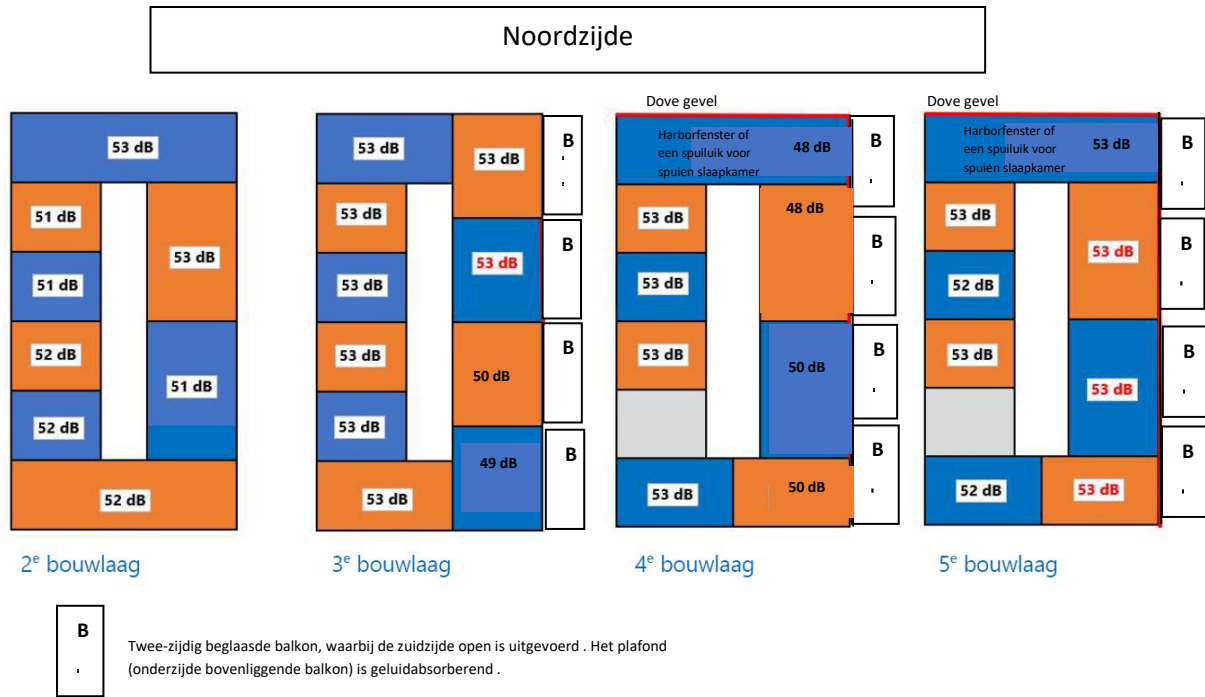 Noordzijde
Dove gevel
Dove gevel
53 dB
51 dB
53 dB
51 dB
52 dB
51 dB
52 dB
52 dB
2e bouwlaag
53 dB
53 dB
B
53 dB
53 dB
B
53 dB
53 dB
50 dB
B
53 dB
49 dB
B
53 dB
3e bouwlaag
Harborfenster of
een spuiluik voor
spuien slaapkamer
48 dB
B
53 dB
48 dB
B
53 dB
53 dB
50 dB
B
53 dB
50 dB
B
4e bouwlaag
Harborfenster of
een spuiluik voor
spuien slaapkamer
53 dB
B
53 dB
53 dB
B
52 dB
53 dB
53 dB
B
52 dB
53 dB
B
5e bouwlaag
B
Twee-zijdig beglaasde balkon, waarbij de zuidzijde open is uitgevoerd . Het plafond
(onderzijde bovenliggende balkon) is geluidabsorberend .